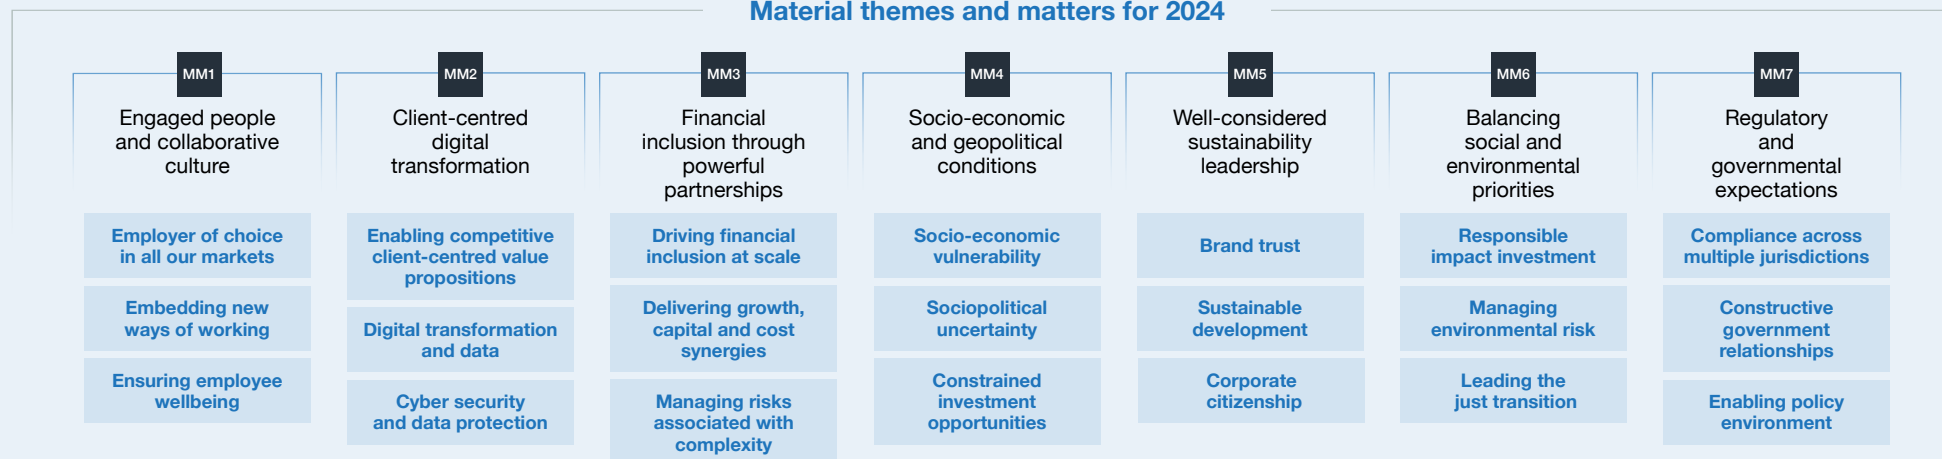 Material themes and matters for 2024
MM1
Engaged people
and collaborative
culture
Employer of choice
in all our markets
Embedding new
ways of working
Ensuring employee
wellbeing
MM2
Client-centred
digital
transformation
Enabling competitive
client-centred value
propositions
Digital transformation
and data
Cyber security
and data protection
MM3
Financial
inclusion through
powerful
partnerships
Driving financial
inclusion at scale
Delivering growth,
capital and cost
synergies
Managing risks
associated with
complexity
MM4
Socio-economic
and geopolitical
conditions
Socio-economic
vulnerability
Sociopolitical
uncertainty
Constrained
investment
opportunities
MM5
Well-considered
sustainability
leadership
Brand trust
Sustainable
development
Corporate
citizenship
MM6
Balancing
social and
environmental
priorities
Responsible
impact investment
Managing
environmental risk
Leading the
just transition
MM7
Regulatory
and
governmental
expectations
Compliance across
multiple jurisdictions
Constructive
government
relationships
Enabling policy
environment